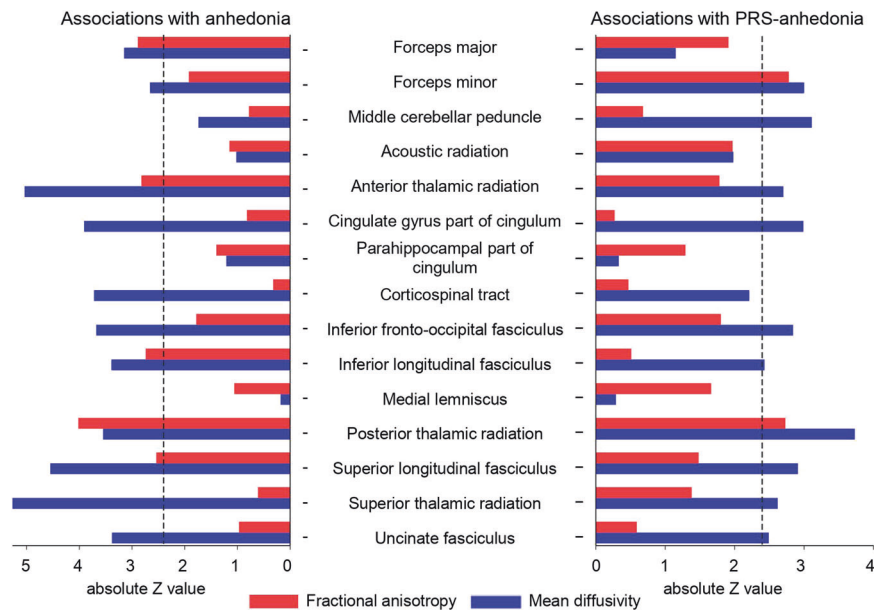 Associations with anhedonia
Associations with PRS-anhedonia
Forceps major
Forceps minor
Middle cerebellar peduncle
Acoustic radiation
Anterior thalamic radiation
Cingulate gyrus part of cingulum
Parahippocampal part of
cingulum
Corticospinal tract
Inferior fronto-occipital fasciculus
Inferior longitudinal fasciculus
Medial lemniscus
Posterior thalamic radiation
Superior longitudinal fasciculus
Superior thalamic radiation
Uncinate fasciculus
5 4 3 2 1 0
0 1 2 3 4
absolute Z value
absolute Z value
Fractional anisotropy
Mean diffusivity